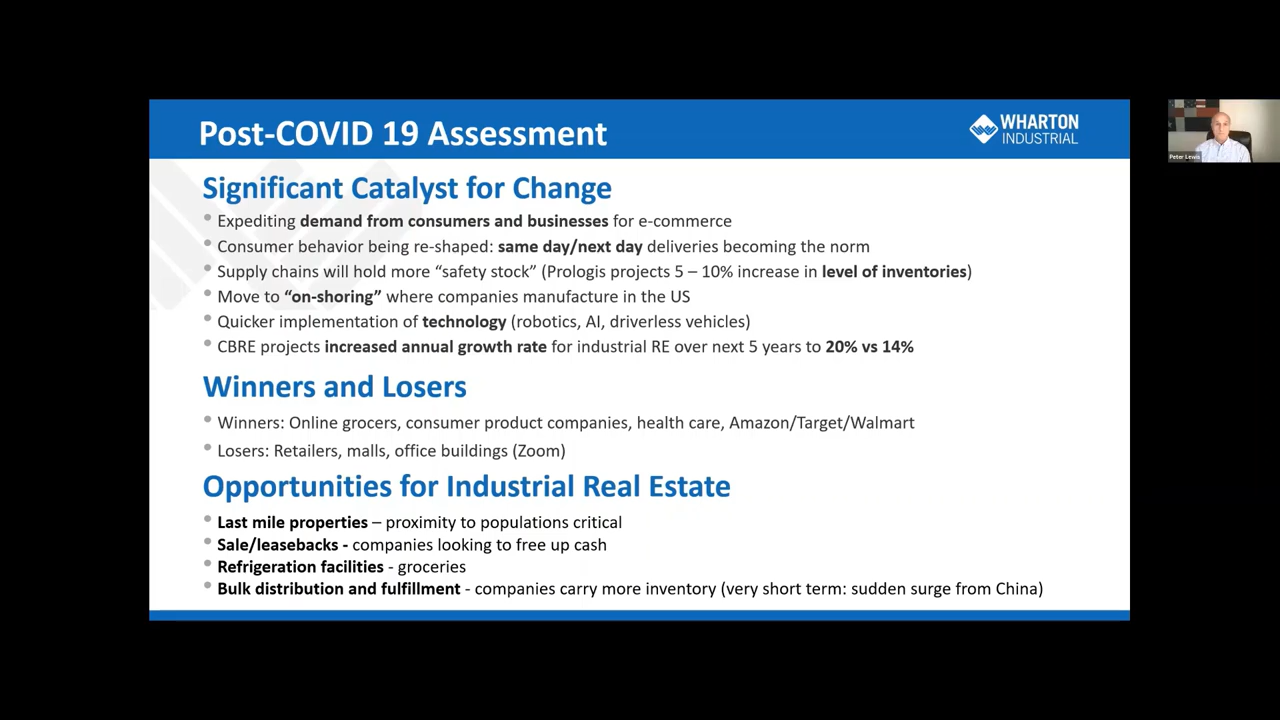 Post-COVID 19 Assessment
WHARTON
INDUSTRIAL
Peter Lewis
Significant Catalyst for Change
• Expediting demand from consumers and businesses for e-commerce
• Consumer behavior being re-shaped: same day/next day deliveries becoming the norm
• Supply chains will hold more “safety stock” (Prologis projects 5 – 10% increase in level of inventories)
• Move to “on-shoring” where companies manufacture in the US
• Quicker implementation of technology (robotics, AI, driverless vehicles)
• CBRE projects increased annual growth rate for industrial RE over next 5 years to 20% vs 14%
Winners and Losers
• Winners: Online grocers, consumer product companies, health care, Amazon/Target/Walmart
• Losers: Retailers, malls, office buildings (Zoom)
Opportunities for Industrial Real Estate
• Last mile properties – proximity to populations critical
• Sale/leasebacks - companies looking to free up cash
• Refrigeration facilities - groceries
• Bulk distribution and fulfillment - companies carry more inventory (very short term: sudden surge from China)